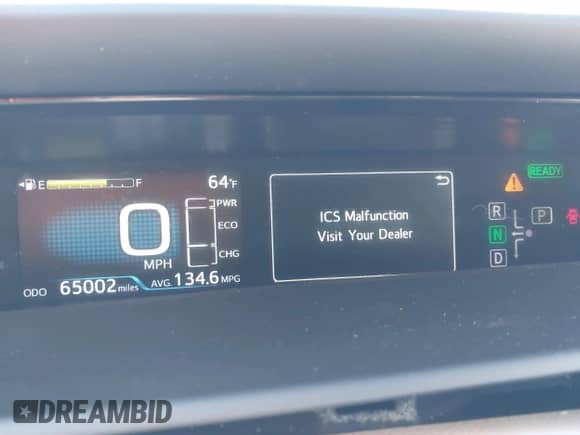 E F 64°F
PWR
ECO
CHG
0
MPH
ODO 65002 miles AVG. 134.6 MPG
ICS Malfunction
Visit Your Dealer
READY
R
P
N
D
DREAMBID